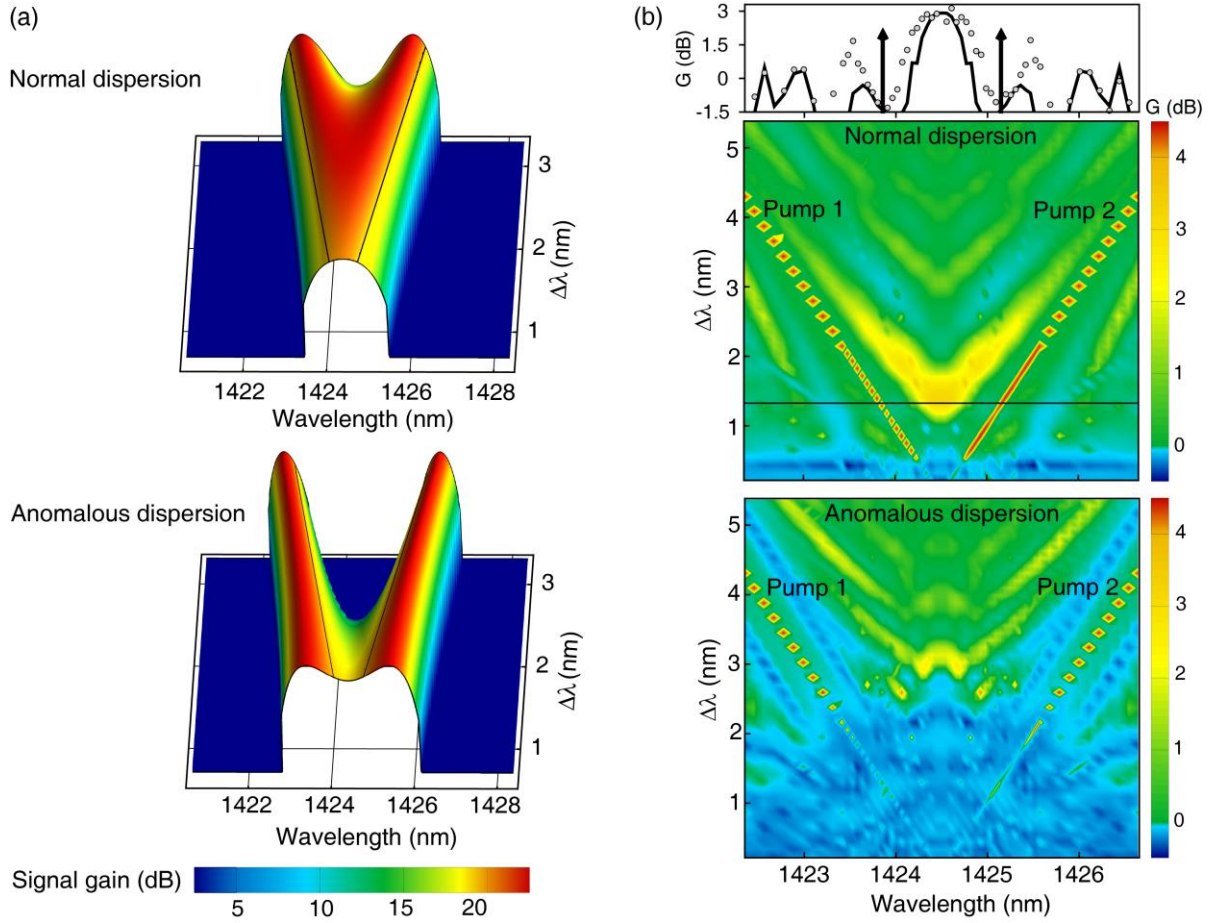 (a)
Normal dispersion
3
2
1
Δλ (nm)
1422 1424 1426 1428
Wavelength (nm)
Anomalous dispersion
3
2
1
Δλ (nm)
1422 1424 1426 1428
Wavelength (nm)
Signal gain (dB)
5 10 15 20
(b)
G (dB)
3
1.5
0
-1.5
G (dB)
Normal dispersion
Pump 1 Pump 2
Δλ (nm)
5
4
3
2
1
4
3
2
1
0
Anomalous dispersion
Pump 1 Pump 2
Δλ (nm)
5
4
3
2
1
4
3
2
1
0
1423 1424 1425 1426
Wavelength (nm)